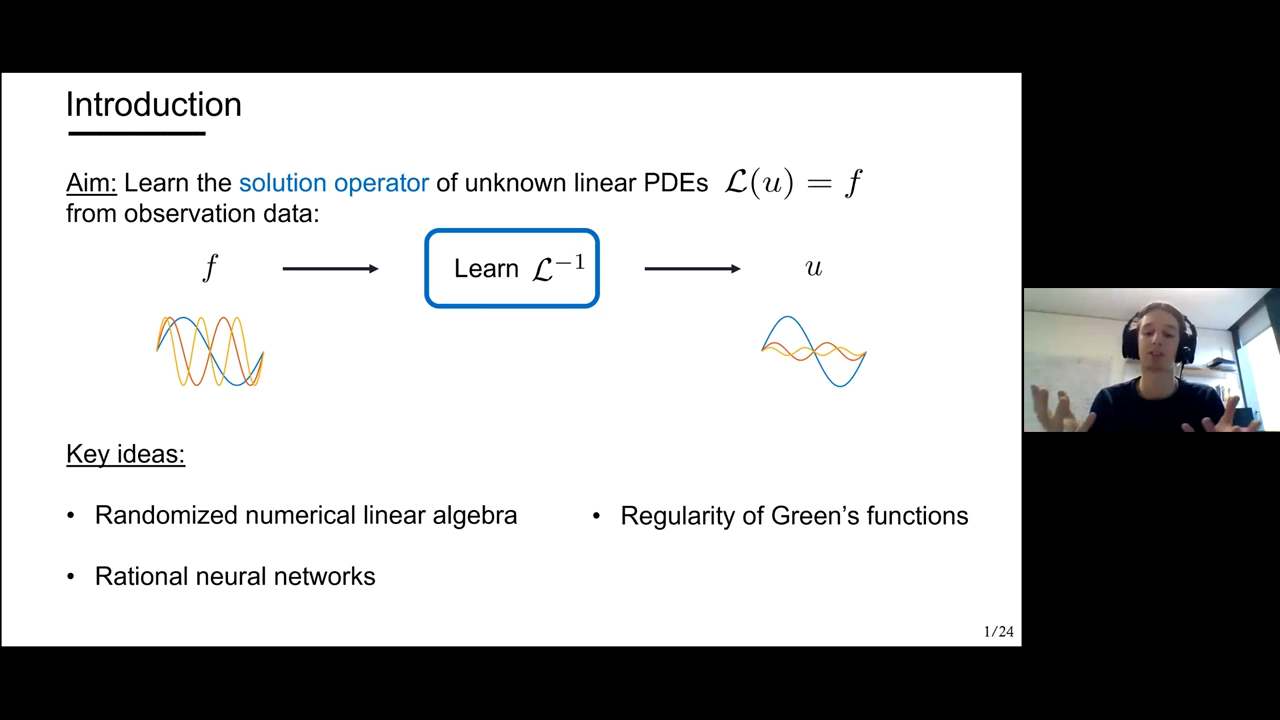 Introduction
Aim: Learn the solution operator of unknown linear PDEs ℒ(u) = f
from observation data:
f
Learn ℒ⁻¹
u
Key ideas:
• Randomized numerical linear algebra
• Regularity of Green’s functions
• Rational neural networks
1/24